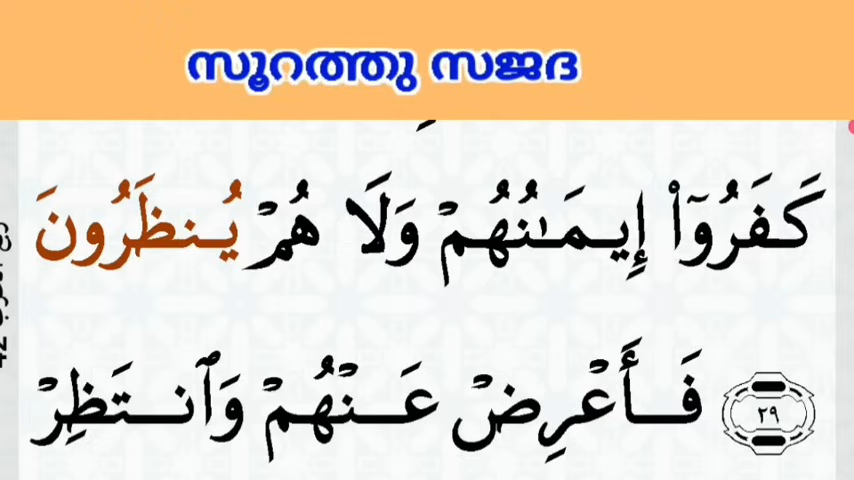 സൂറത്തു സജദ
كَفَرُوٓا۟ إِيمَـٰنُهُمْ وَلَا هُمْ يُنظَرُونَ
٢٩ فَأَعْرِضْ عَنْهُمْ وَٱنتَظِرْ